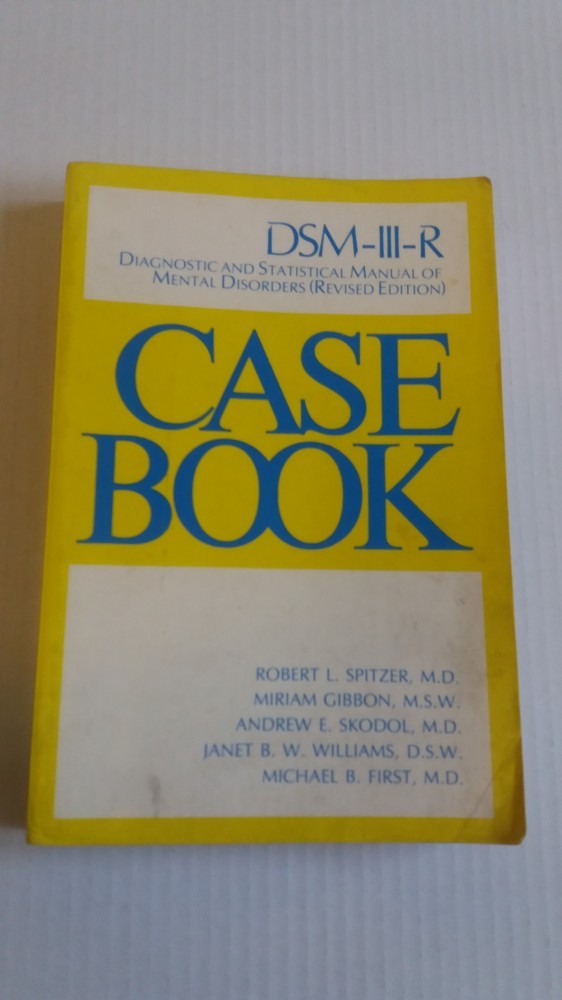 DSM-III-R
DIAGNOSTIC AND STATISTICAL MANUAL OF
MENTAL DISORDERS (REVISED EDITION)
CASE
BOOK
ROBERT L. SPITZER, M.D.
MIRIAM GIBBON, M.S.W.
ANDREW E. SKODOL, M.D.
JANET B. W. WILLIAMS, D.S.W.
MICHAEL B. FIRST, M.D.